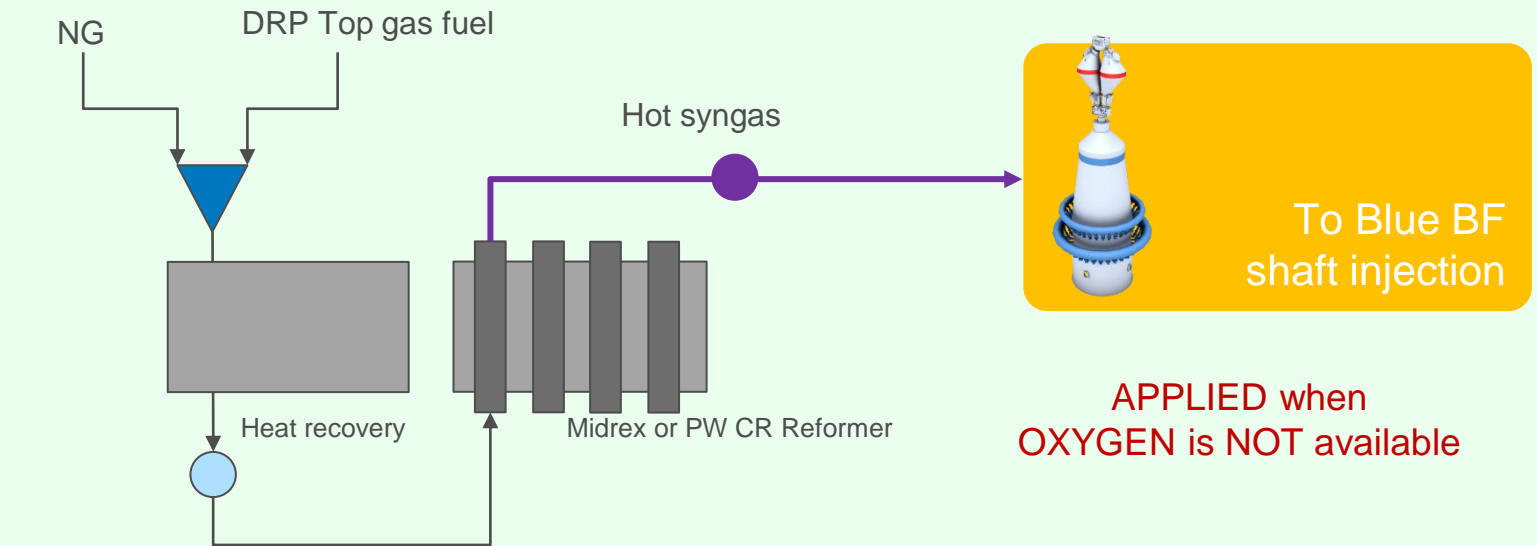 NG
DRP Top gas fuel
Hot syngas
To Blue BF
shaft injection
Heat recovery
Midrex or PW CR Reformer
APPLIED when
OXYGEN is NOT available